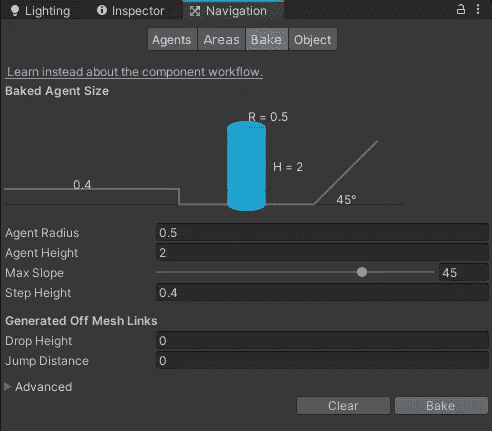 Lighting Inspector Navigation
Agents Areas Bake Object
Learn instead about the component workflow.
Baked Agent Size
R = 0.5
H = 2
0.4
45°
Agent Radius 0.5
Agent Height 2
Max Slope 45
Step Height 0.4
Generated Off Mesh Links
Drop Height 0
Jump Distance 0
Advanced
Clear Bake